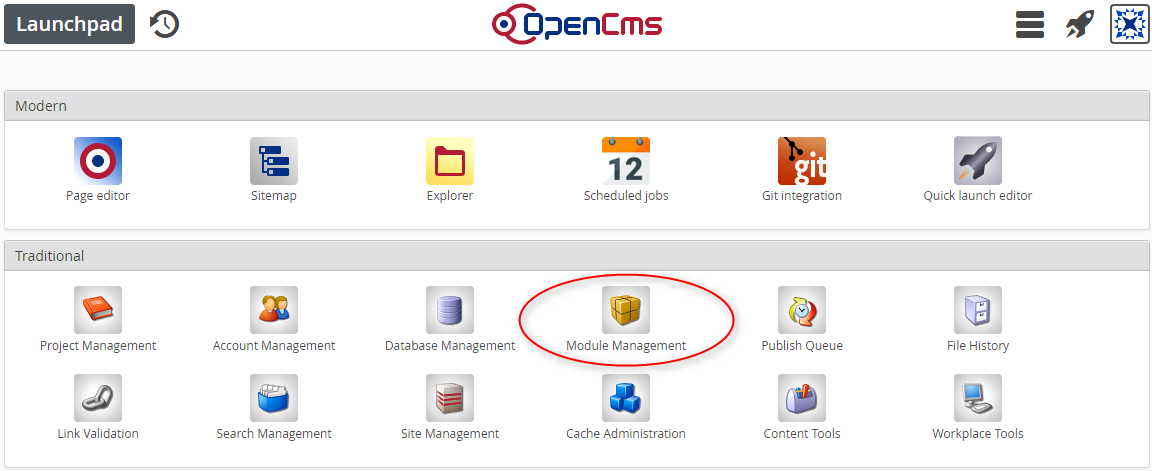 Launchpad
OpenCms
Modern
12
git
Page editor
Sitemap
Explorer
Scheduled jobs
Git integration
Quick launch editor
Traditional
Project Management
Account Management
Database Management
Module Management
Publish Queue
File History
Link Validation
Search Management
Site Management
Cache Administration
Content Tools
Workplace Tools